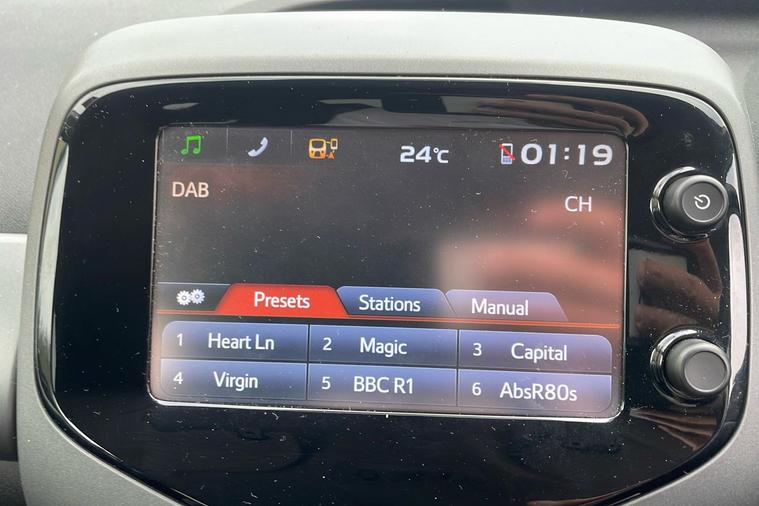 24°C 01:19
DAB
CH
Presets Stations Manual
1 Heart Ln 2 Magic 3 Capital
4 Virgin 5 BBC R1 6 AbsR80s